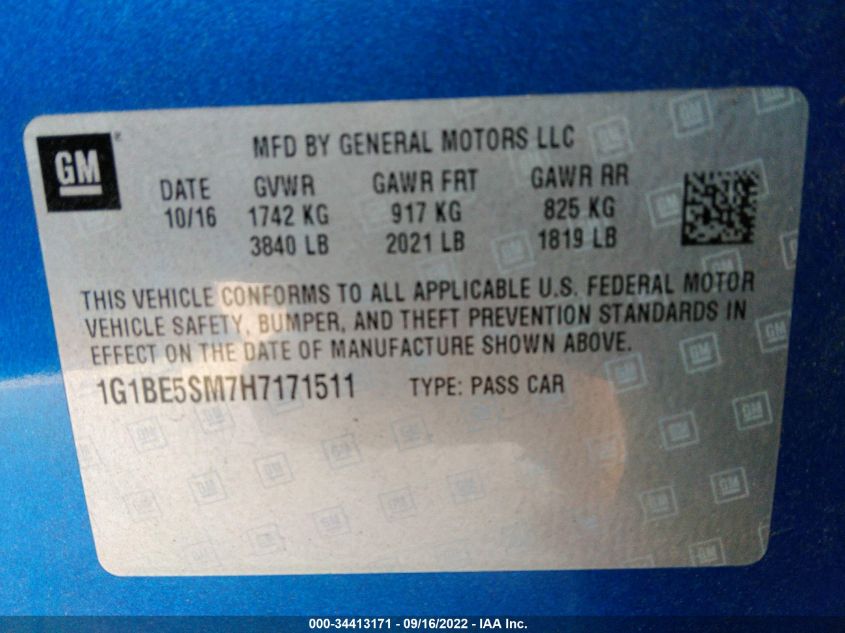 GM®
MFD BY GENERAL MOTORS LLC
DATE GVWR GAWR FRT GAWR RR
10/16 1742 KG 917 KG 825 KG
3840 LB 2021 LB 1819 LB
THIS VEHICLE CONFORMS TO ALL APPLICABLE U.S. FEDERAL MOTOR
VEHICLE SAFETY, BUMPER, AND THEFT PREVENTION STANDARDS IN
EFFECT ON THE DATE OF MANUFACTURE SHOWN ABOVE.
1G1BE5SM7H7171511 TYPE: PASS CAR
000-34413171 - 09/16/2022 - IAA Inc.